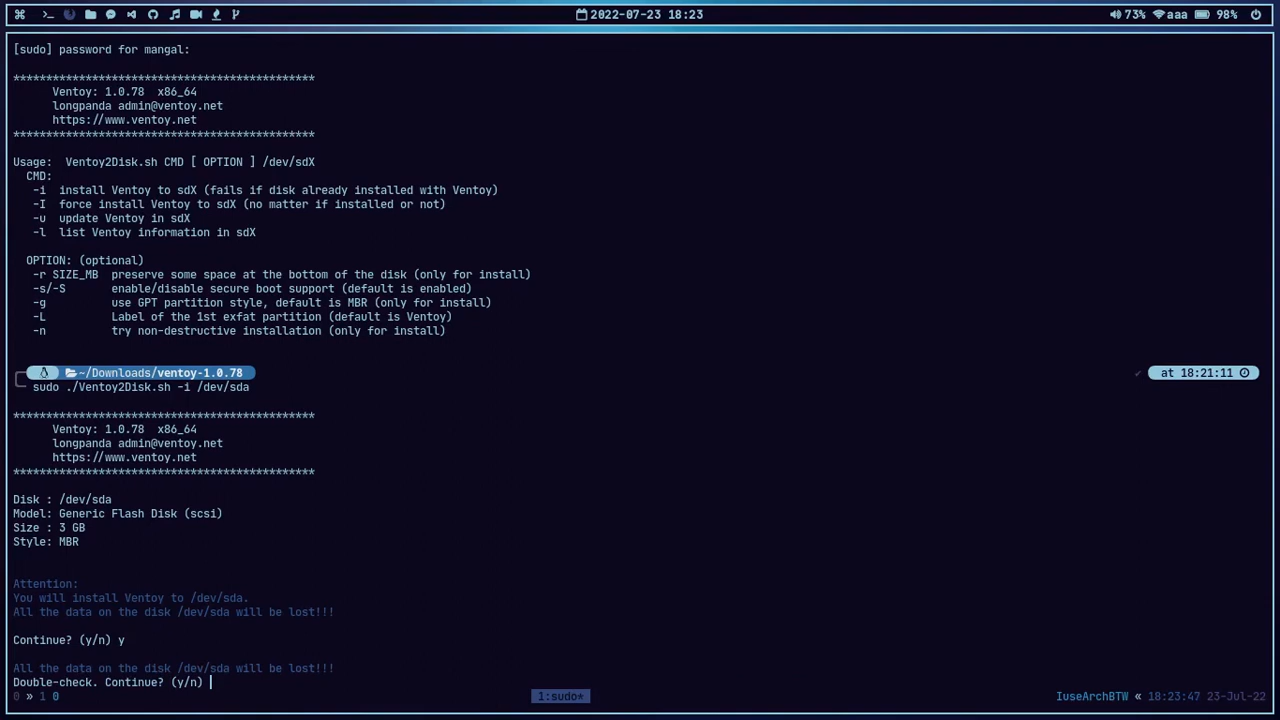 2022-07-23 18:23
73% aaa 98%
[sudo] password for mangal:
**********************************************
Ventoy: 1.0.78  x86_64
longpanda admin@ventoy.net
https://www.ventoy.net
**********************************************
Usage:  Ventoy2Disk.sh CMD [ OPTION ] /dev/sdX
CMD:
-i  install Ventoy to sdX (fails if disk already installed with Ventoy)
-I  force install Ventoy to sdX (no matter if installed or not)
-u  update Ventoy in sdX
-l  list Ventoy information in sdX
OPTION: (optional)
-r SIZE_MB  preserve some space at the bottom of the disk (only for install)
-s/-S       enable/disable secure boot support (default is enabled)
-g          use GPT partition style, default is MBR (only for install)
-L          Label of the 1st exfat partition (default is Ventoy)
-n          try non-destructive installation (only for install)
~/Downloads/ventoy-1.0.78
✔ at 18:21:11
sudo ./Ventoy2Disk.sh -i /dev/sda
**********************************************
Ventoy: 1.0.78  x86_64
longpanda admin@ventoy.net
https://www.ventoy.net
**********************************************
Disk : /dev/sda
Model: Generic Flash Disk (scsi)
Size : 3 GB
Style: MBR
Attention:
You will install Ventoy to /dev/sda.
All the data on the disk /dev/sda will be lost!!!
Continue? (y/n) y
All the data on the disk /dev/sda will be lost!!!
Double-check. Continue? (y/n)
0 » 1 0
1:sudo*
IuseArchBTW « 18:23:47 23-Jul-22